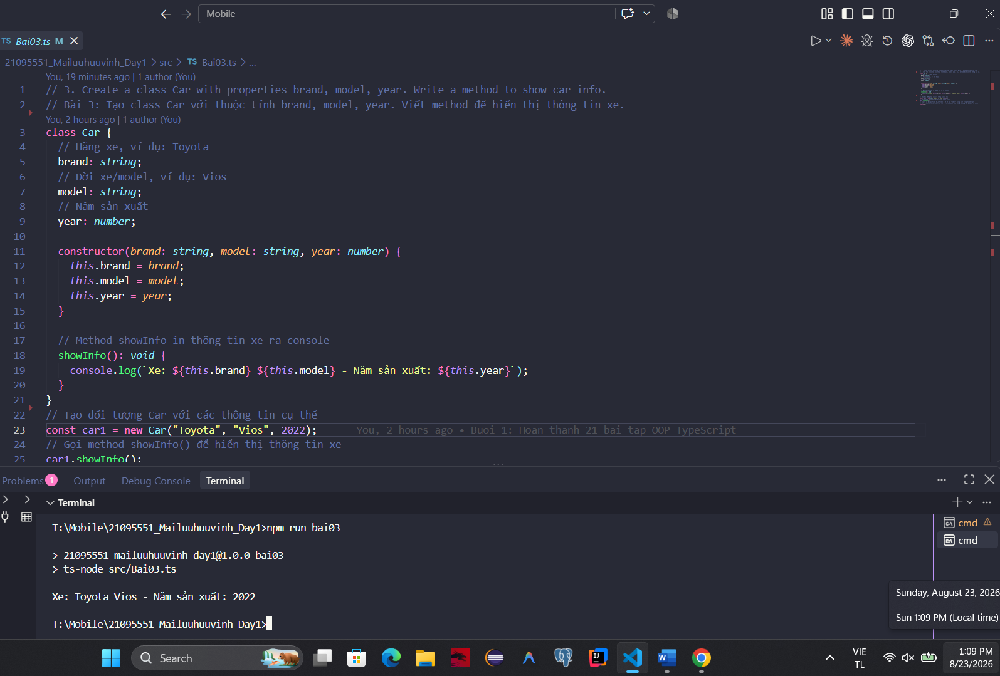 Mobile
TS Bai03.ts M
21095551_Mailuuhuuvinh_Day1 > src > TS Bai03.ts > ...
You, 19 minutes ago | 1 author (You)
1 // 3. Create a class Car with properties brand, model, year. Write a method to show car info.
2 // Bài 3: Tạo class Car với thuộc tính brand, model, year. Viết method để hiển thị thông tin xe.
You, 2 hours ago | 1 author (You)
3 class Car {
4 // Hãng xe, ví dụ: Toyota
5 brand: string;
6 // Đời xe/model, ví dụ: Vios
7 model: string;
8 // Năm sản xuất
9 year: number;
10
11 constructor(brand: string, model: string, year: number) {
12 this.brand = brand;
13 this.model = model;
14 this.year = year;
15 }
16
17 // Method showInfo in thông tin xe ra console
18 showInfo(): void {
19 console.log(`Xe: ${this.brand} ${this.model} - Năm sản xuất: ${this.year}`);
20 }
21 }
22 // Tạo đối tượng Car với các thông tin cụ thể
23 const car1 = new Car("Toyota", "Vios", 2022); You, 2 hours ago • Buoi 1: Hoan thanh 21 bai tap OOP TypeScript
24 // Gọi method showInfo() để hiển thị thông tin xe
25 car1.showInfo();
Problems 1 Output Debug Console Terminal
Terminal
T:\Mobile\21095551_Mailuuhuuvinh_Day1>npm run bai03
> 21095551_mailuuhuuvinh_day1@1.0.0 bai03
> ts-node src/Bai03.ts
Xe: Toyota Vios - Năm sản xuất: 2022
T:\Mobile\21095551_Mailuuhuuvinh_Day1>
cmd
cmd
Sunday, August 23, 2026
Sun 1:09 PM (Local time)
Search
VIE
TL
1:09 PM
8/23/2026